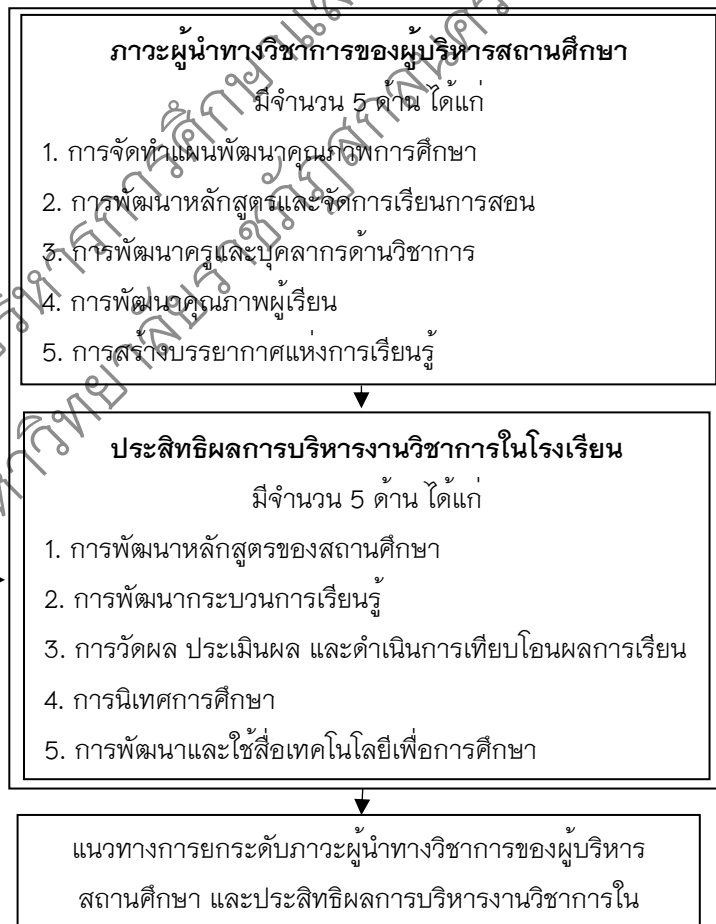 ภาวะผู้นำทางวิชาการของผู้บริหารสถานศึกษา
มีจำนวน 5 ด้าน ได้แก่
1. การจัดทำแผนพัฒนาคุณภาพการศึกษา
2. การพัฒนาหลักสูตรและจัดการเรียนการสอน
3. การพัฒนาครูและบุคลากรด้านวิชาการ
4. การพัฒนาคุณภาพผู้เรียน
5. การสร้างบรรยากาศแห่งการเรียนรู้
ประสิทธิผลการบริหารงานวิชาการในโรงเรียน
มีจำนวน 5 ด้าน ได้แก่
1. การพัฒนาหลักสูตรของสถานศึกษา
2. การพัฒนากระบวนการเรียนรู้
3. การวัดผล ประเมินผล และดำเนินการเทียบโอนผลการเรียน
4. การนิเทศการศึกษา
5. การพัฒนาและใช้สื่อเทคโนโลยีเพื่อการศึกษา
แนวทางการยกระดับภาวะผู้นำทางวิชาการของผู้บริหาร
สถานศึกษา และประสิทธิผลการบริหารงานวิชาการใน